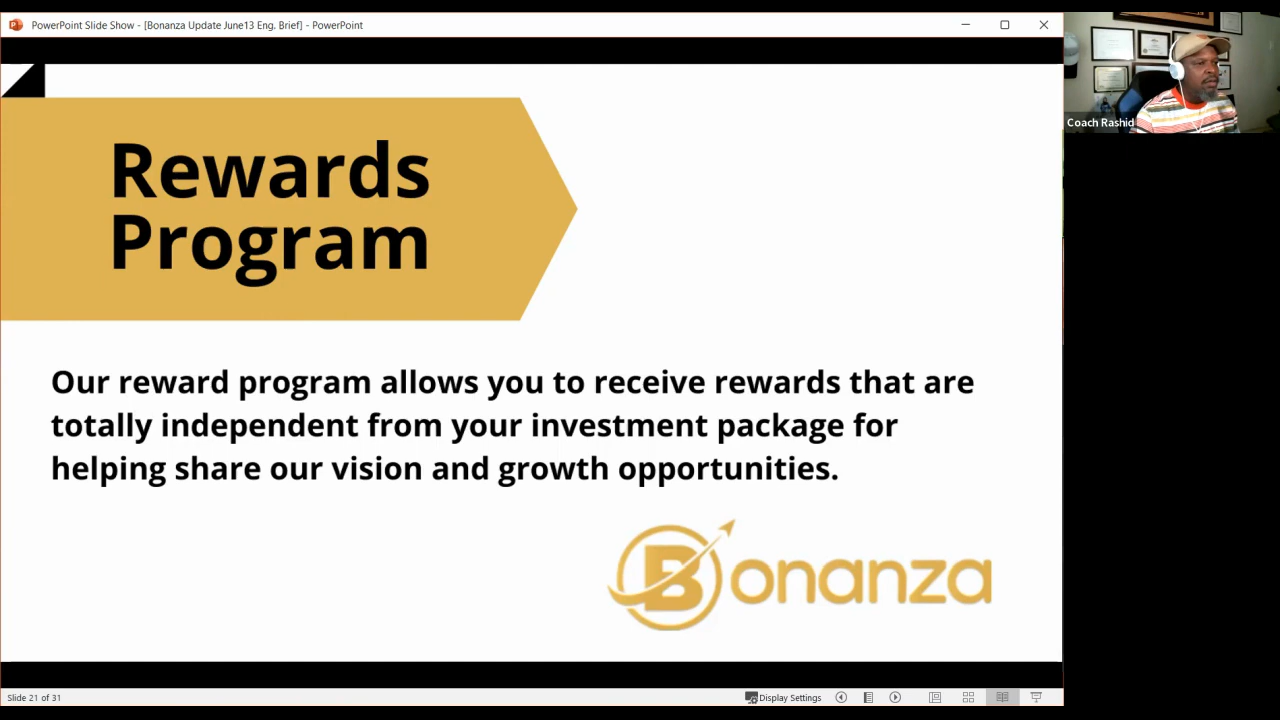 PowerPoint Slide Show - [Bonanza Update June13 Eng. Brief] - PowerPoint
Coach Rashid
Rewards
Program
Our reward program allows you to receive rewards that are
totally independent from your investment package for
helping share our vision and growth opportunities.
Bonanza
Slide 21 of 31
Display Settings